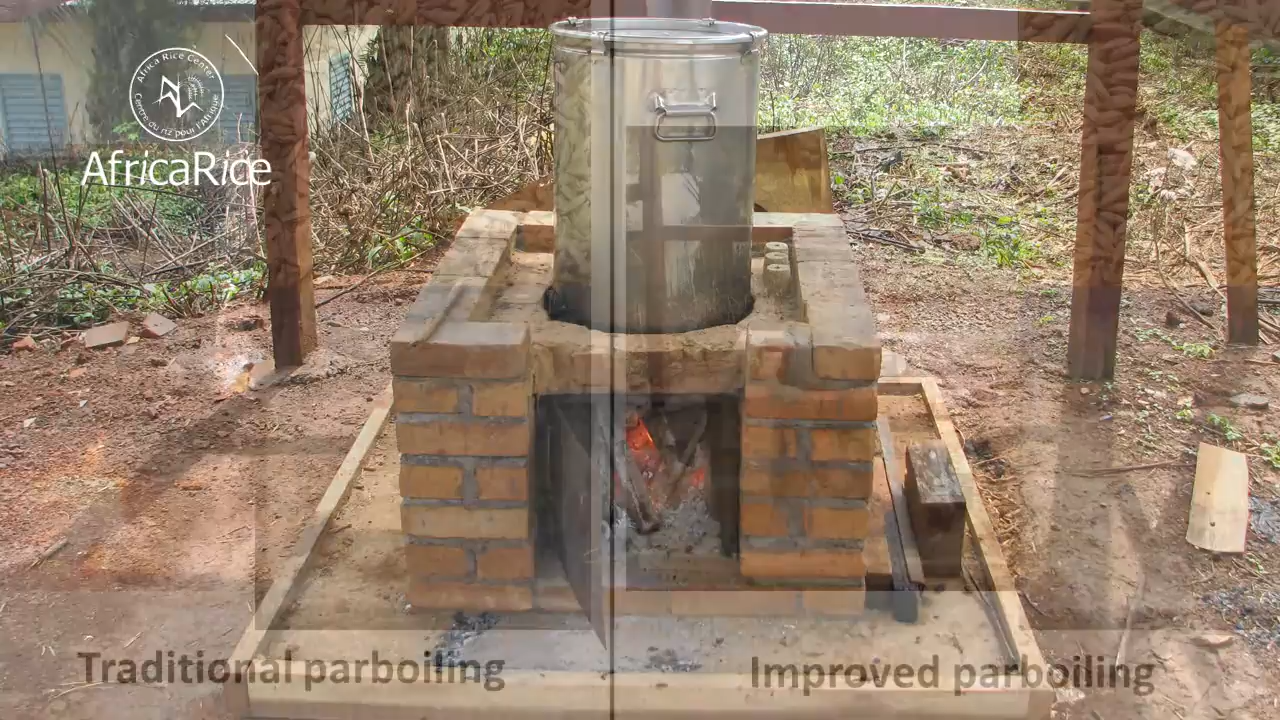 Africa Rice Center
Centre du riz pour l'Afrique
AfricaRice
Traditional parboiling
Improved parboiling